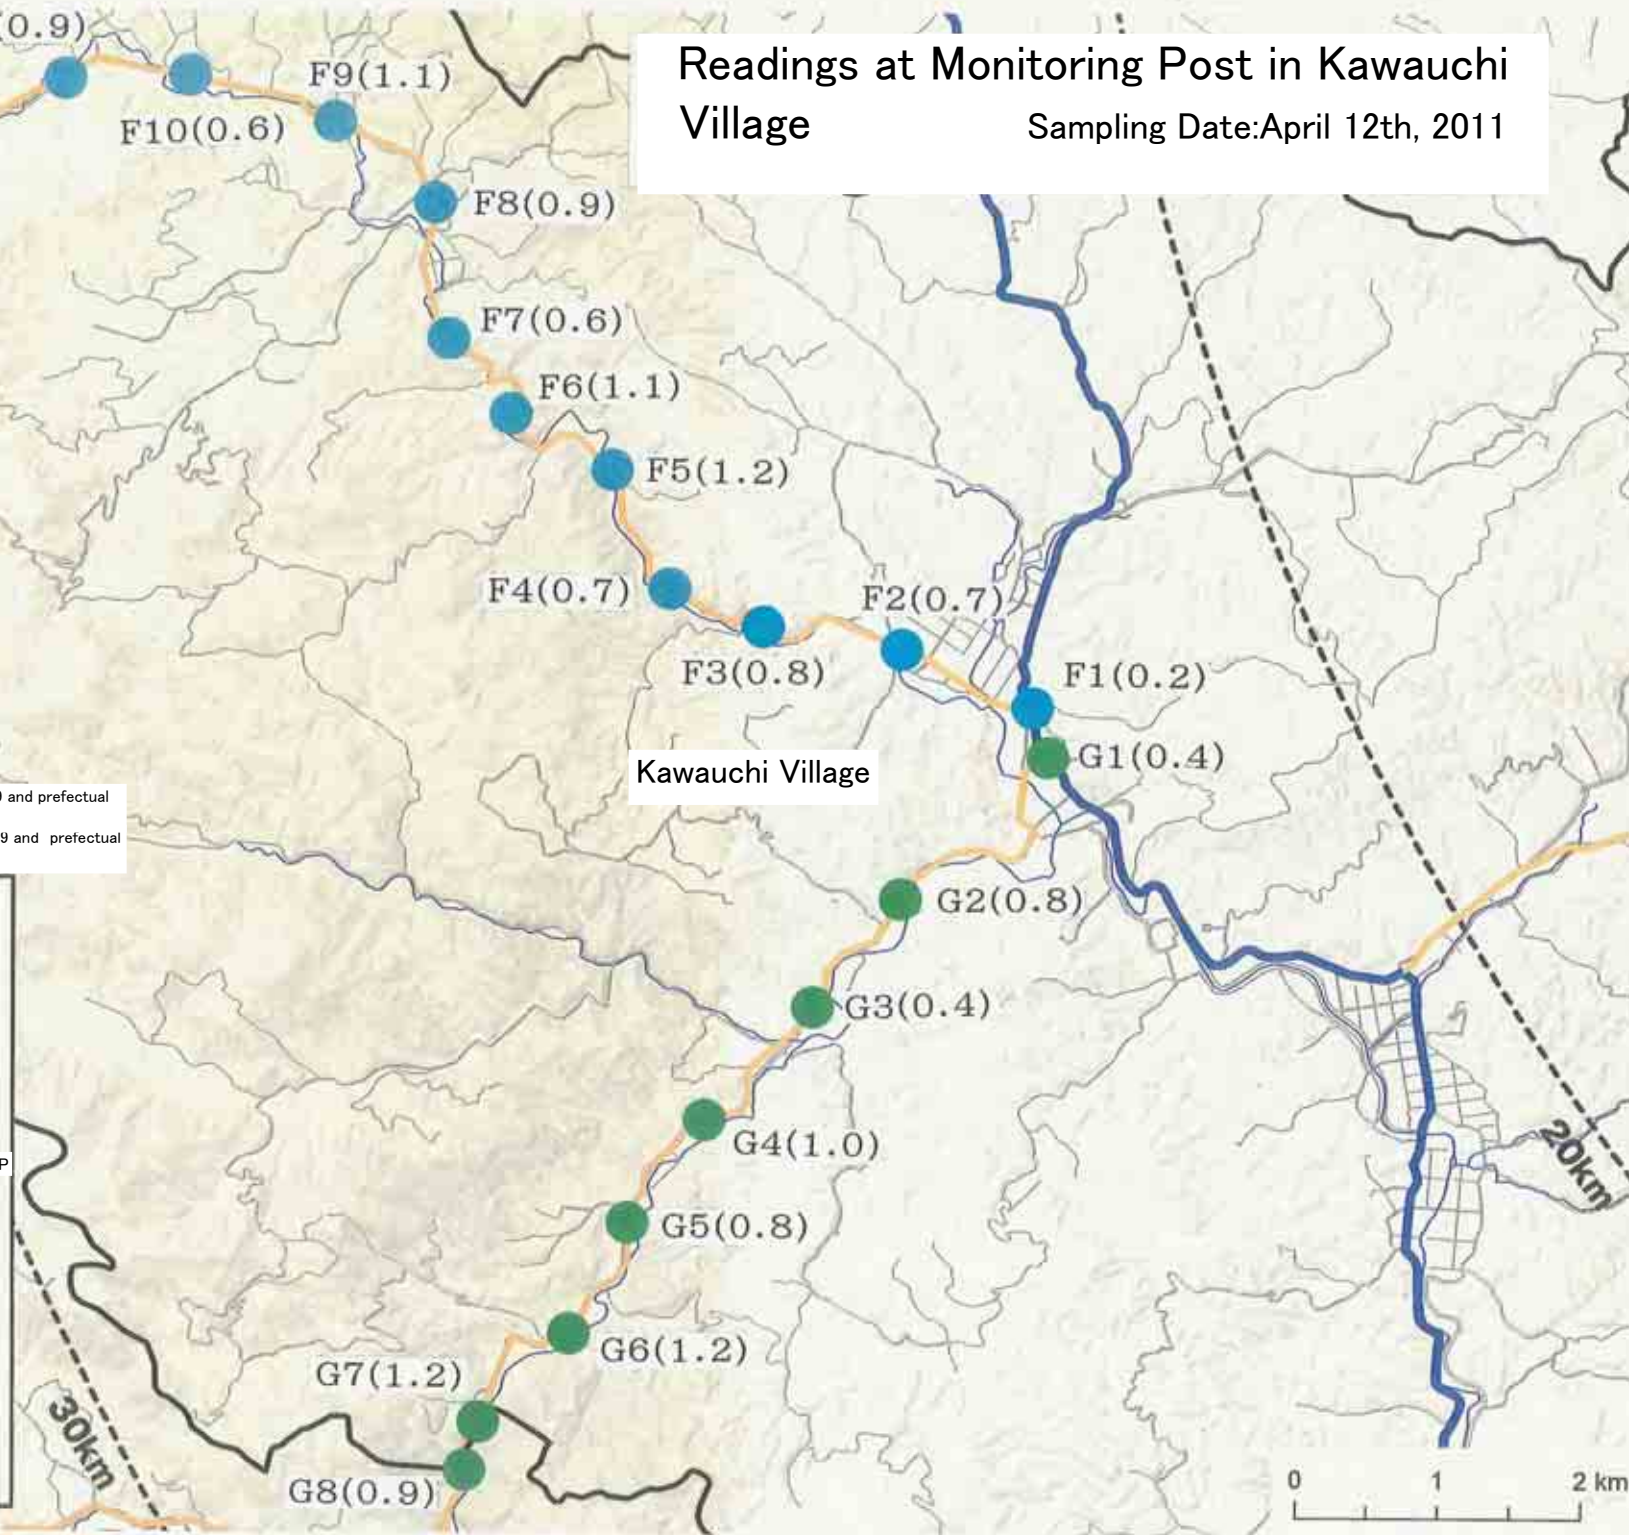 (0.9)
F9(1.1)
F10(0.6)
Readings at Monitoring Post in Kawauchi
Village Sampling Date:April 12th, 2011
F8(0.9)
F7(0.6)
F6(1.1)
F5(1.2)
F4(0.7)
F2(0.7)
F3(0.8)
F1(0.2)
G1(0.4)
Kawauchi Village
and prefectual
9 and prefectual
G2(0.8)
G3(0.4)
G4(1.0)
P
20km
G5(0.8)
G6(1.2)
G7(1.2)
30km
G8(0.9)
0 1 2 km